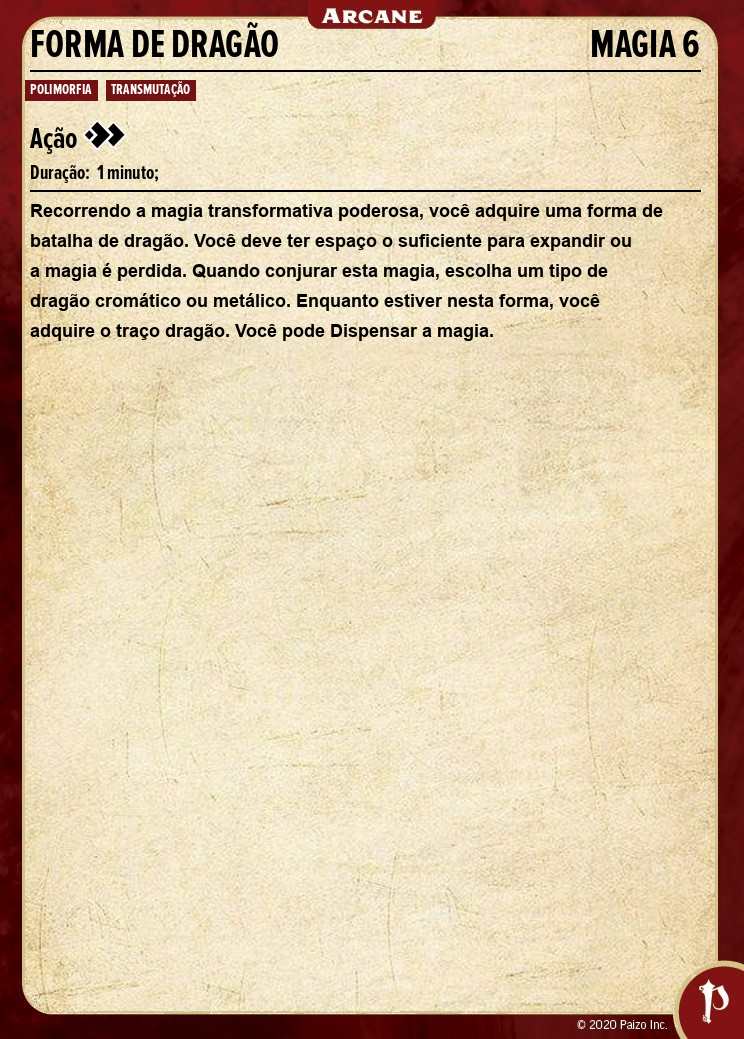 ARCANE
FORMA DE DRAGÃO MAGIA 6
POLIMORFIA TRANSMUTAÇÃO
Ação
Duração: 1 minuto;
Recorrendo a magia transformativa poderosa, você adquire uma forma de
batalha de dragão. Você deve ter espaço o suficiente para expandir ou
a magia é perdida. Quando conjurar esta magia, escolha um tipo de
dragão cromático ou metálico. Enquanto estiver nesta forma, você
adquire o traço dragão. Você pode Dispensar a magia.
© 2020 Paizo Inc.
P